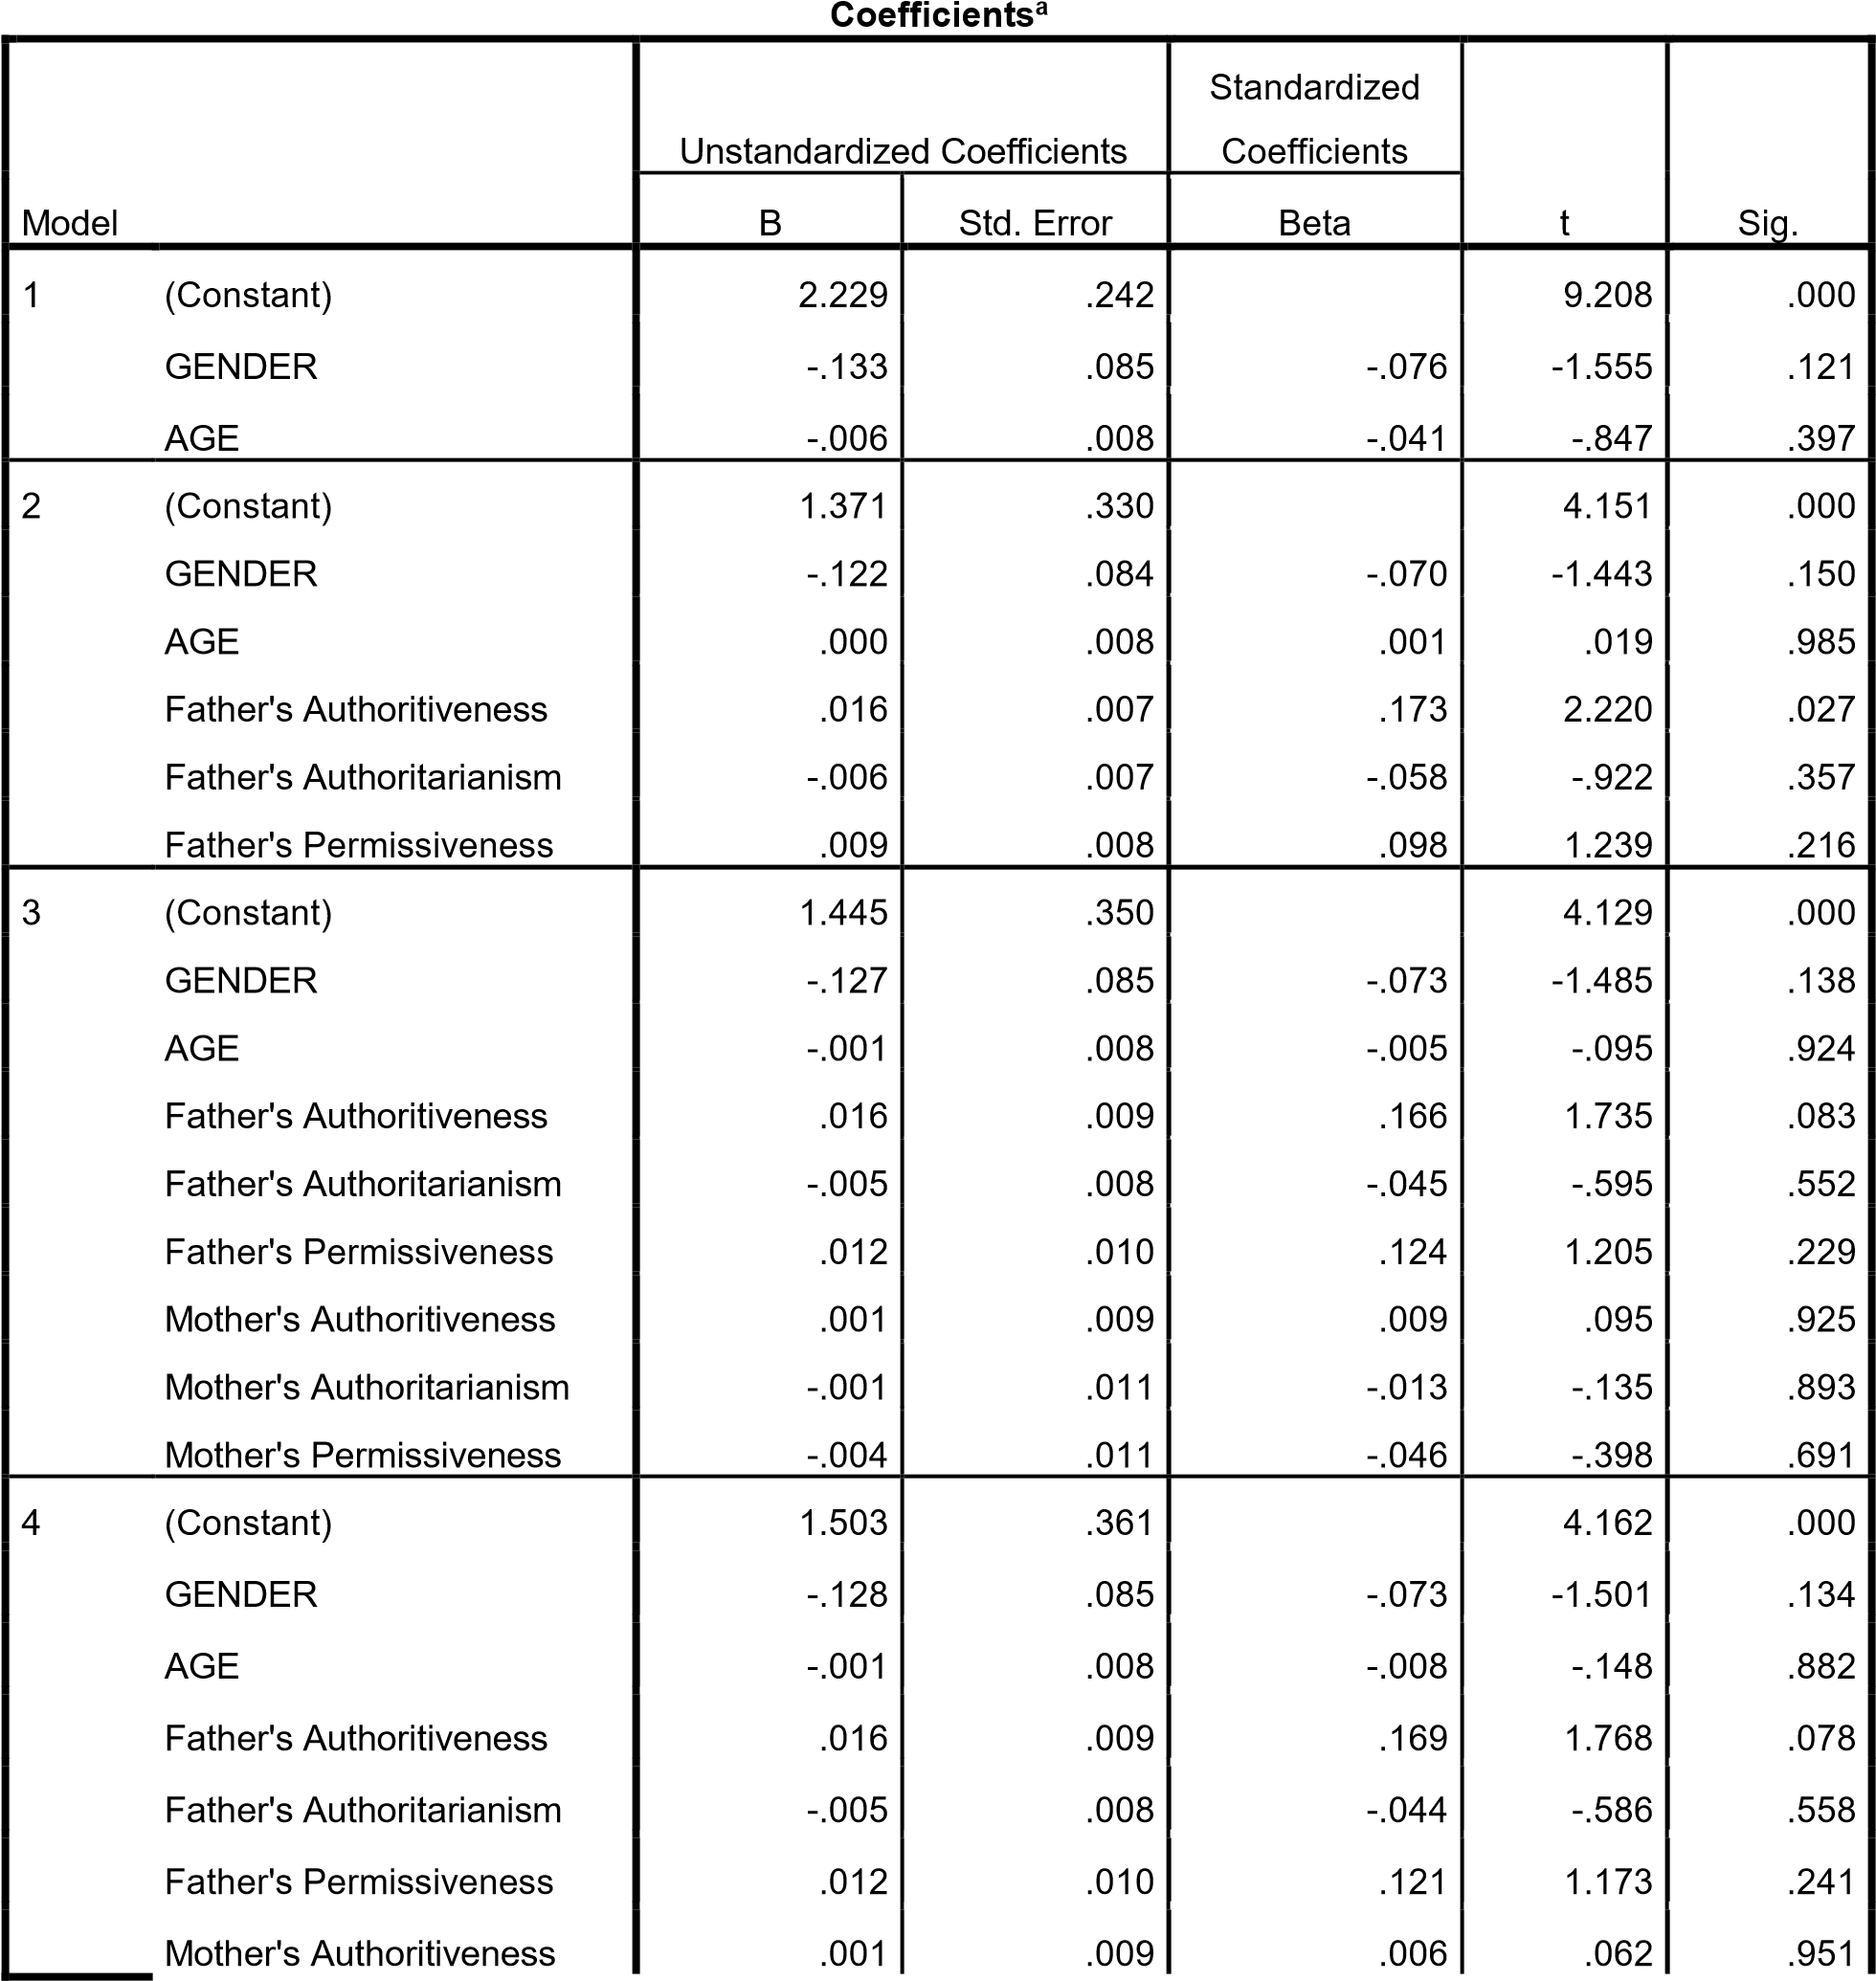 Coefficientsᵃ
Model Unstandardized Coefficients Standardized Coefficients t Sig.
B Std. Error Beta
1 (Constant) 2.229 .242 9.208 .000
GENDER -.133 .085 -.076 -1.555 .121
AGE -.006 .008 -.041 -.847 .397
2 (Constant) 1.371 .330 4.151 .000
GENDER -.122 .084 -.070 -1.443 .150
AGE .000 .008 .001 .019 .985
Father's Authoritiveness .016 .007 .173 2.220 .027
Father's Authoritarianism -.006 .007 -.058 -.922 .357
Father's Permissiveness .009 .008 .098 1.239 .216
3 (Constant) 1.445 .350 4.129 .000
GENDER -.127 .085 -.073 -1.485 .138
AGE -.001 .008 -.005 -.095 .924
Father's Authoritiveness .016 .009 .166 1.735 .083
Father's Authoritarianism -.005 .008 -.045 -.595 .552
Father's Permissiveness .012 .010 .124 1.205 .229
Mother's Authoritiveness .001 .009 .009 .095 .925
Mother's Authoritarianism -.001 .011 -.013 -.135 .893
Mother's Permissiveness -.004 .011 -.046 -.398 .691
4 (Constant) 1.503 .361 4.162 .000
GENDER -.128 .085 -.073 -1.501 .134
AGE -.001 .008 -.008 -.148 .882
Father's Authoritiveness .016 .009 .169 1.768 .078
Father's Authoritarianism -.005 .008 -.044 -.586 .558
Father's Permissiveness .012 .010 .121 1.173 .241
Mother's Authoritiveness .001 .009 .006 .062 .951